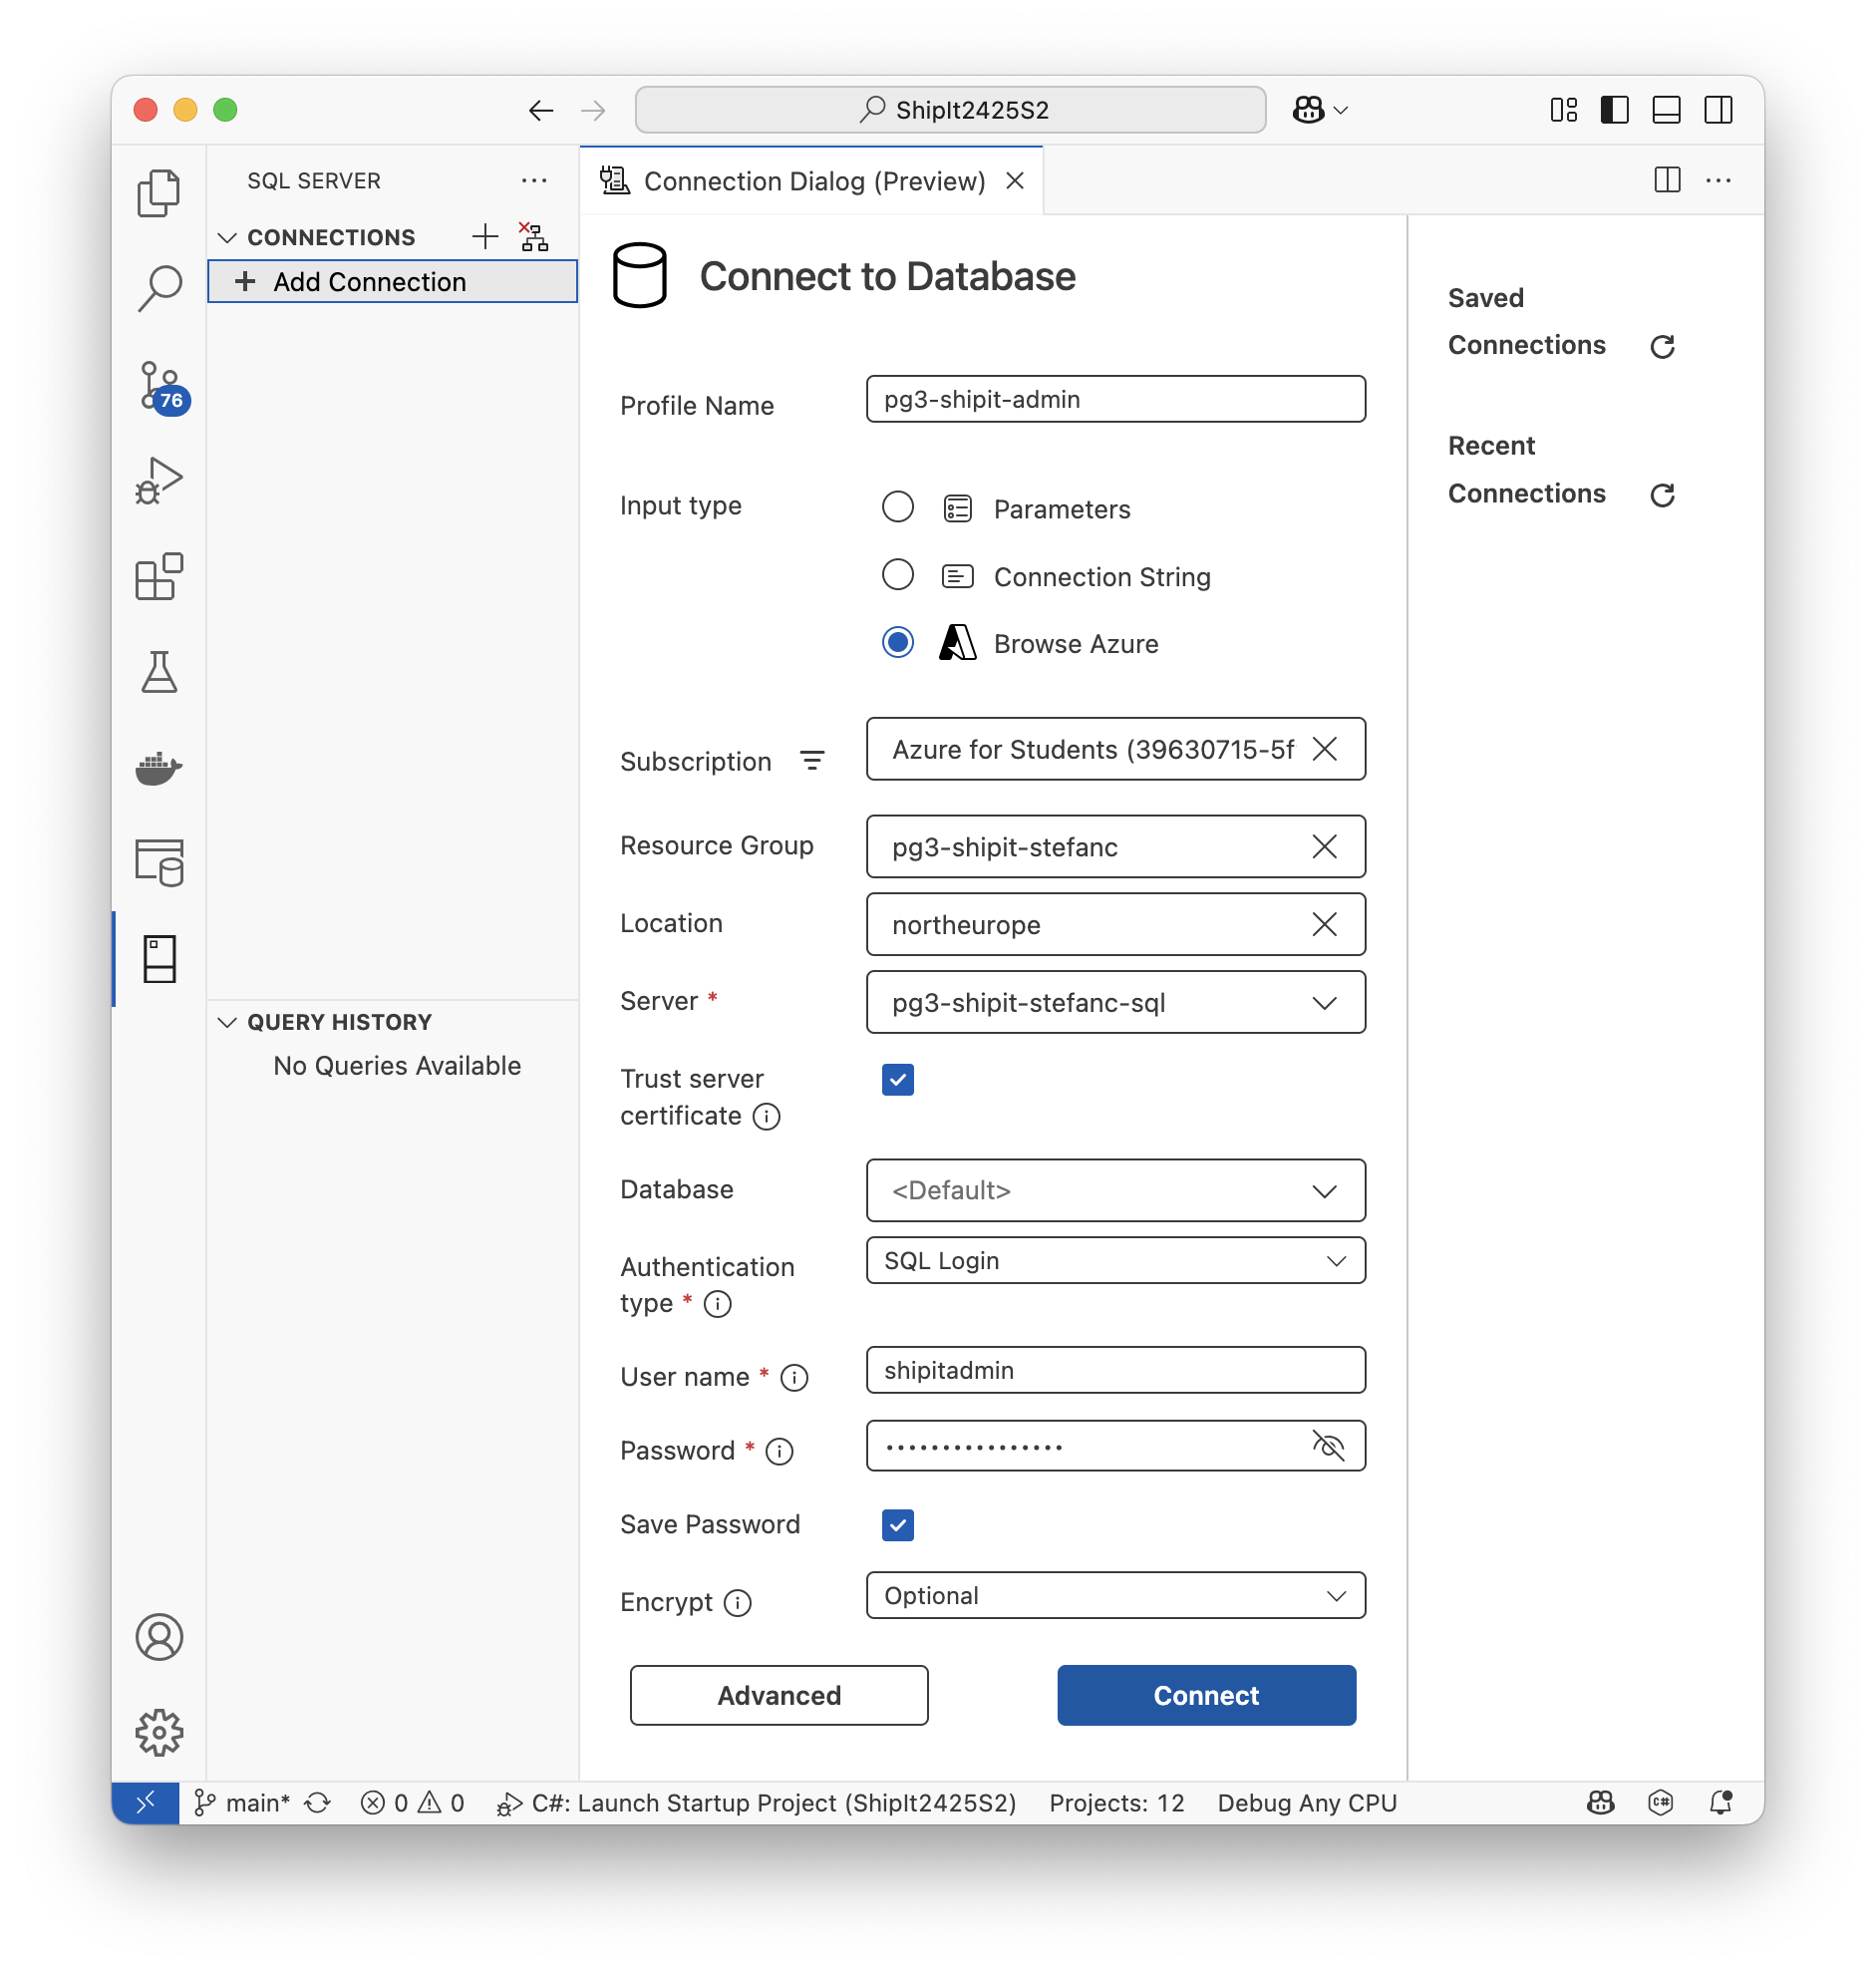 ShipIt2425S2
SQL SERVER
CONNECTIONS
Add Connection
76
QUERY HISTORY
No Queries Available
Connection Dialog (Preview)
Connect to Database
Profile Name
pg3-shipit-admin
Input type
Parameters
Connection String
Browse Azure
Subscription
Azure for Students (39630715-5f
Resource Group
pg3-shipit-stefanc
Location
northeurope
Server *
pg3-shipit-stefanc-sql
Trust server
certificate
Database
<Default>
Authentication
type *
SQL Login
User name *
shipitadmin
Password *
••••••••••••••••
Save Password
Encrypt
Optional
Advanced
Connect
Saved
Connections
Recent
Connections
main*
0
0
C#: Launch Startup Project (ShipIt2425S2)
Projects: 12
Debug Any CPU
C#